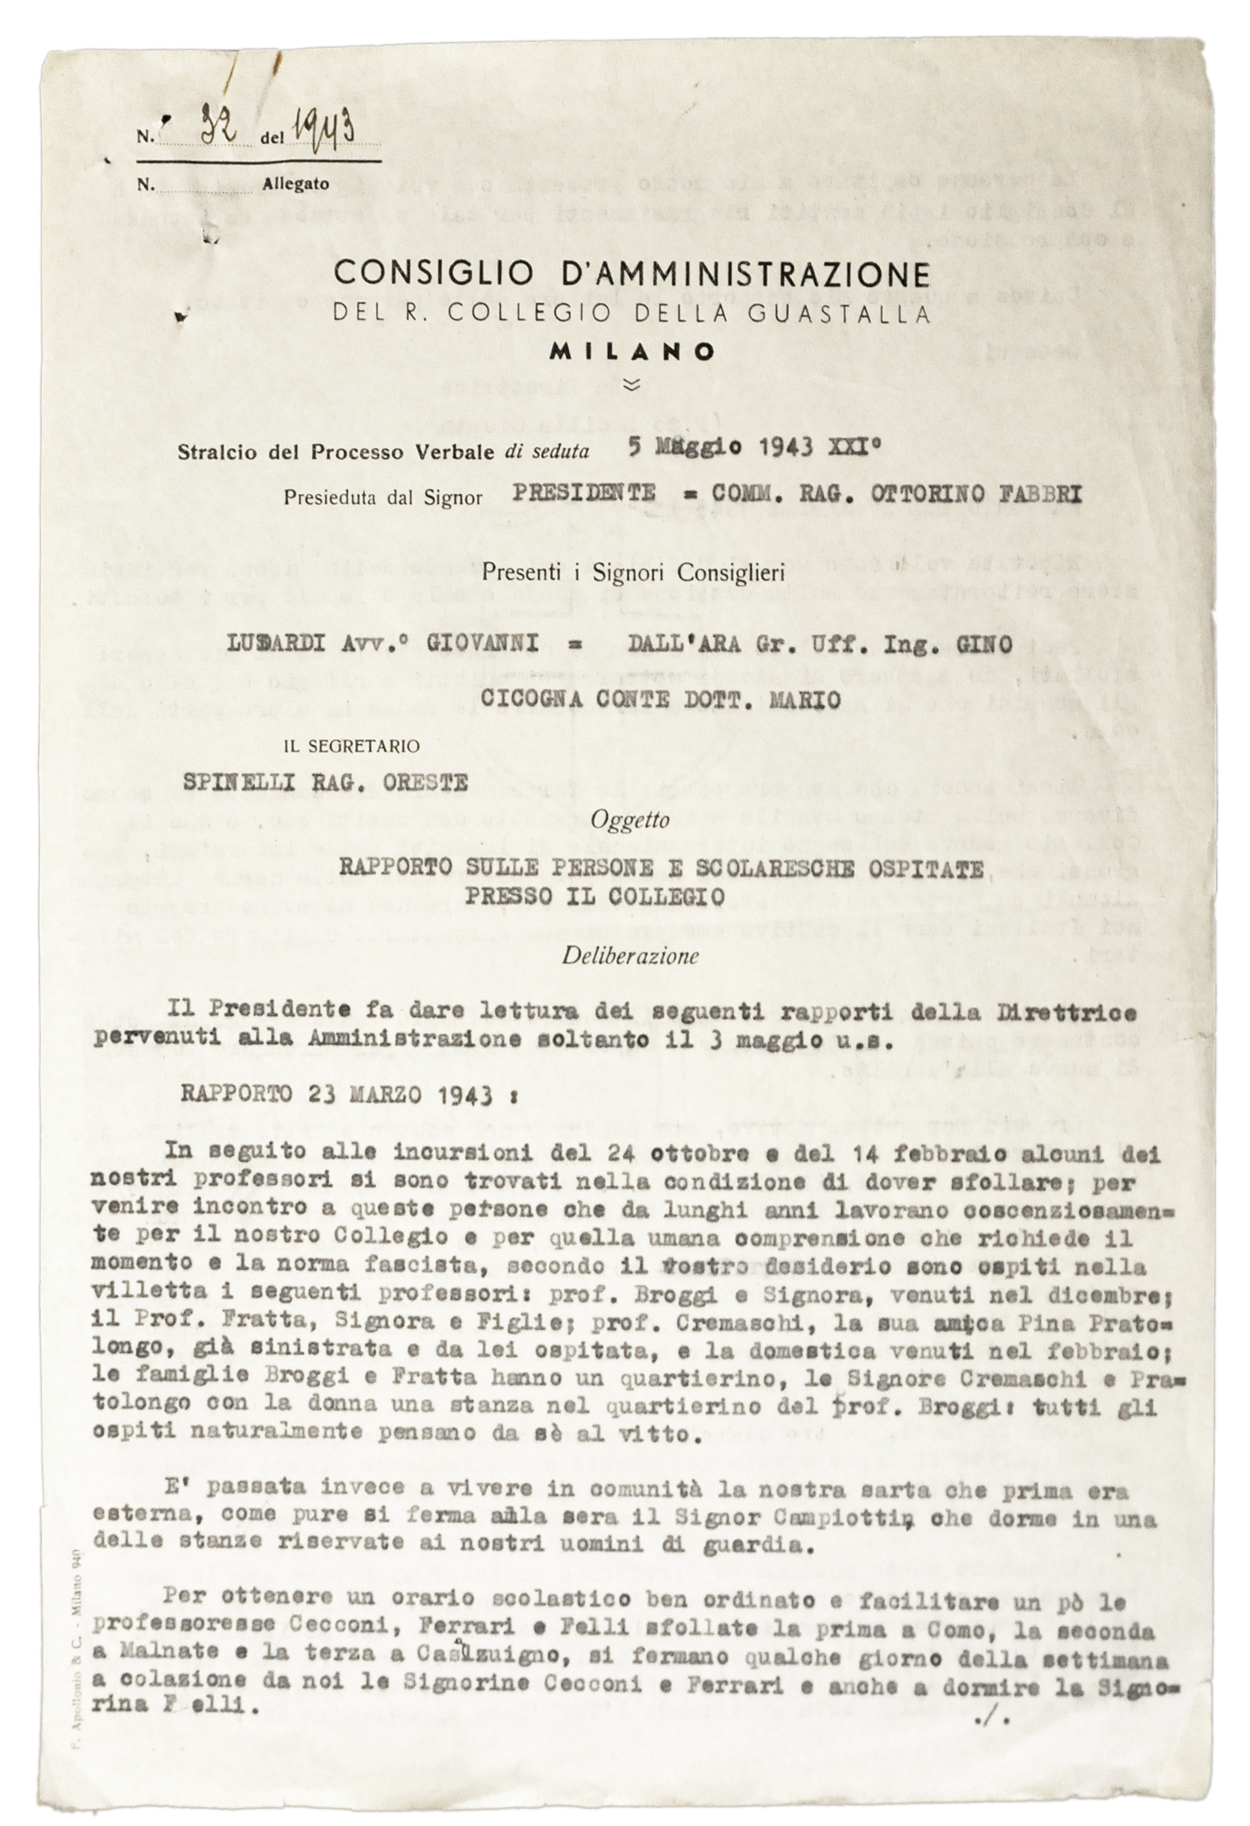 N. 32 del 1943
N. Allegato
CONSIGLIO D'AMMINISTRAZIONE
DEL R. COLLEGIO DELLA GUASTALLA
MILANO
Stralcio del Processo Verbale di seduta 5 Maggio 1943 XXI°
Presieduta dal Signor PRESIDENTE = COMM. RAG. OTTORINO FABBRI
Presenti i Signori Consiglieri
LUBARDI Avv.° GIOVANNI = DALL'ARA Gr. Uff. Ing. GINO
CICOGNA CONTE DOTT. MARIO
IL SEGRETARIO
SPINELLI RAG. ORESTE
Oggetto
RAPPORTO SULLE PERSONE E SCOLARESCHE OSPITATE
PRESSO IL COLLEGIO
Deliberazione
Il Presidente fa dare lettura dei seguenti rapporti della Direttrice
pervenuti alla Amministrazione soltanto il 3 maggio u.s.
RAPPORTO 23 MARZO 1943 :
In seguito alle incursioni del 24 ottobre e del 14 febbraio alcuni dei
nostri professori si sono trovati nella condizione di dover sfollare; per
venire incontro a queste persone che da lunghi anni lavorano coscenziosamen=
te per il nostro Collegio e per quella umana comprensione che richiede il
momento e la norma fascista, secondo il vostro desiderio sono ospiti nella
villetta i seguenti professori: prof. Broggi e Signora, venuti nel dicembre;
il Prof. Fratta, Signora e Figlie; prof. Cremaschi, la sua amica Pina Prato=
longo, già sinistrata e da lei ospitata, e la domestica venuti nel febbraio;
le famiglie Broggi e Fratta hanno un quartierino, le Signore Cremaschi e Pra=
tolongo con la donna una stanza nel quartierino del prof. Broggi: tutti gli
ospiti naturalmente pensano da sè al vitto.
E' passata invece a vivere in comunità la nostra sarta che prima era
esterna, come pure si ferma alla sera il Signor Campiotti, che dorme in una
delle stanze riservate ai nostri uomini di guardia.
Per ottenere un orario scolastico ben ordinato e facilitare un pò le
professoresse Cecconi, Ferrari e Felli sfollate la prima a Como, la seconda
a Malnate e la terza a Casalzuigno, si fermano qualche giorno della settimana
a colazione da noi le Signorine Cecconi e Ferrari e anche a dormire la Signo=
rina F elli.
./.
F. Apollonio & C. - Milano 940